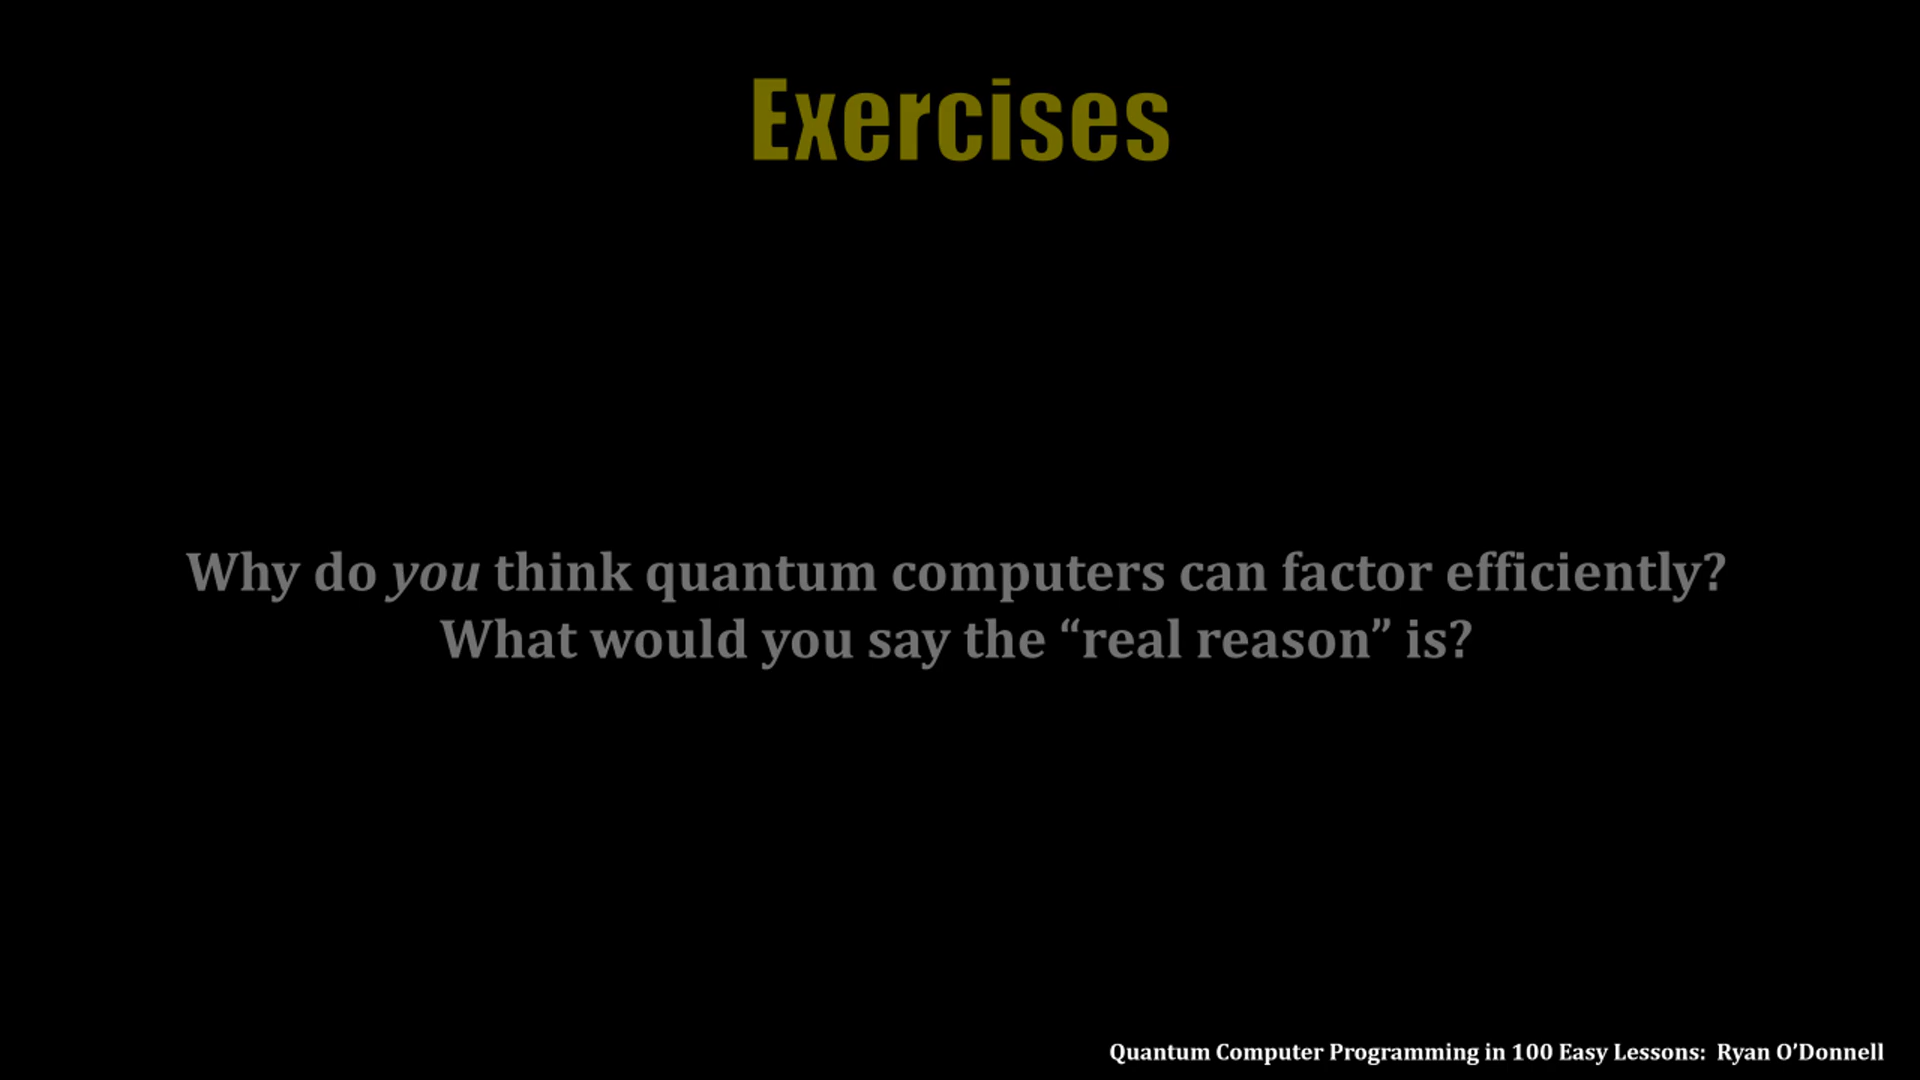 Exercises
Why do you think quantum computers can factor efficiently?
What would you say the “real reason” is?
Quantum Computer Programming in 100 Easy Lessons: Ryan O’Donnell